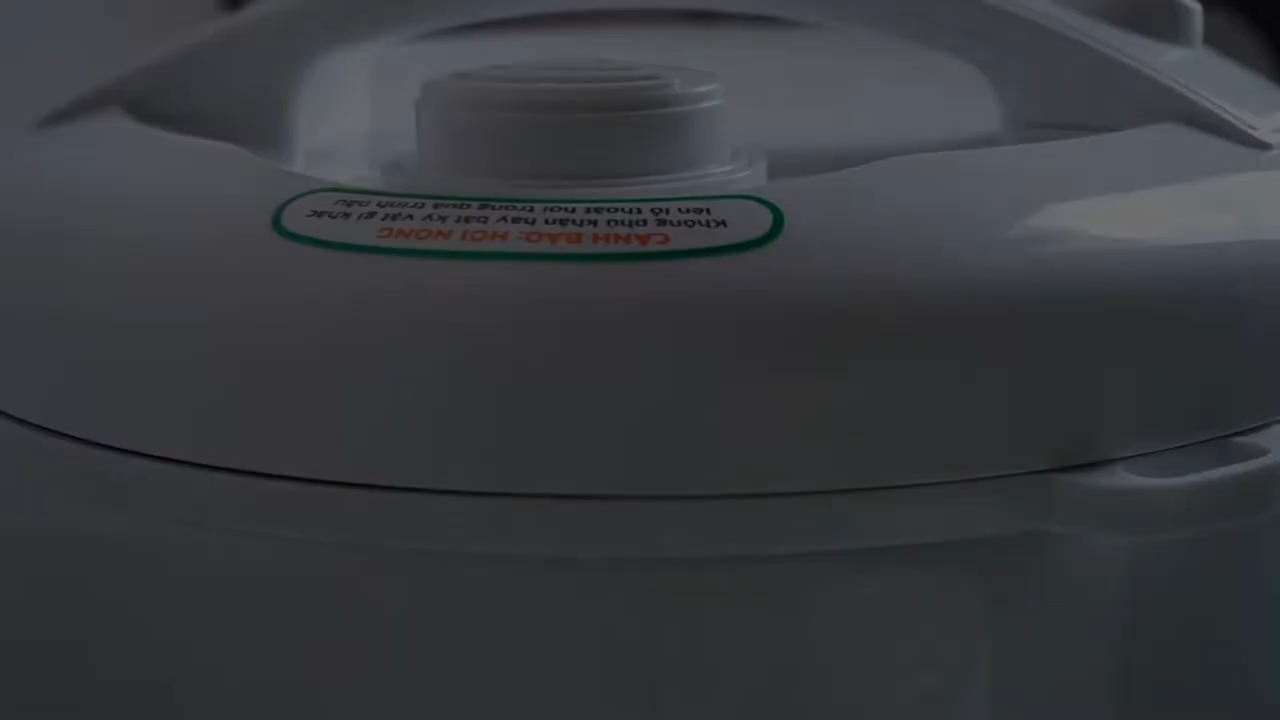 CẢNH BÁO: HƠI NÓNG
Không phủ khăn hay bất kỳ vật gì khác
lên lỗ thoát hơi trong quá trình nấu